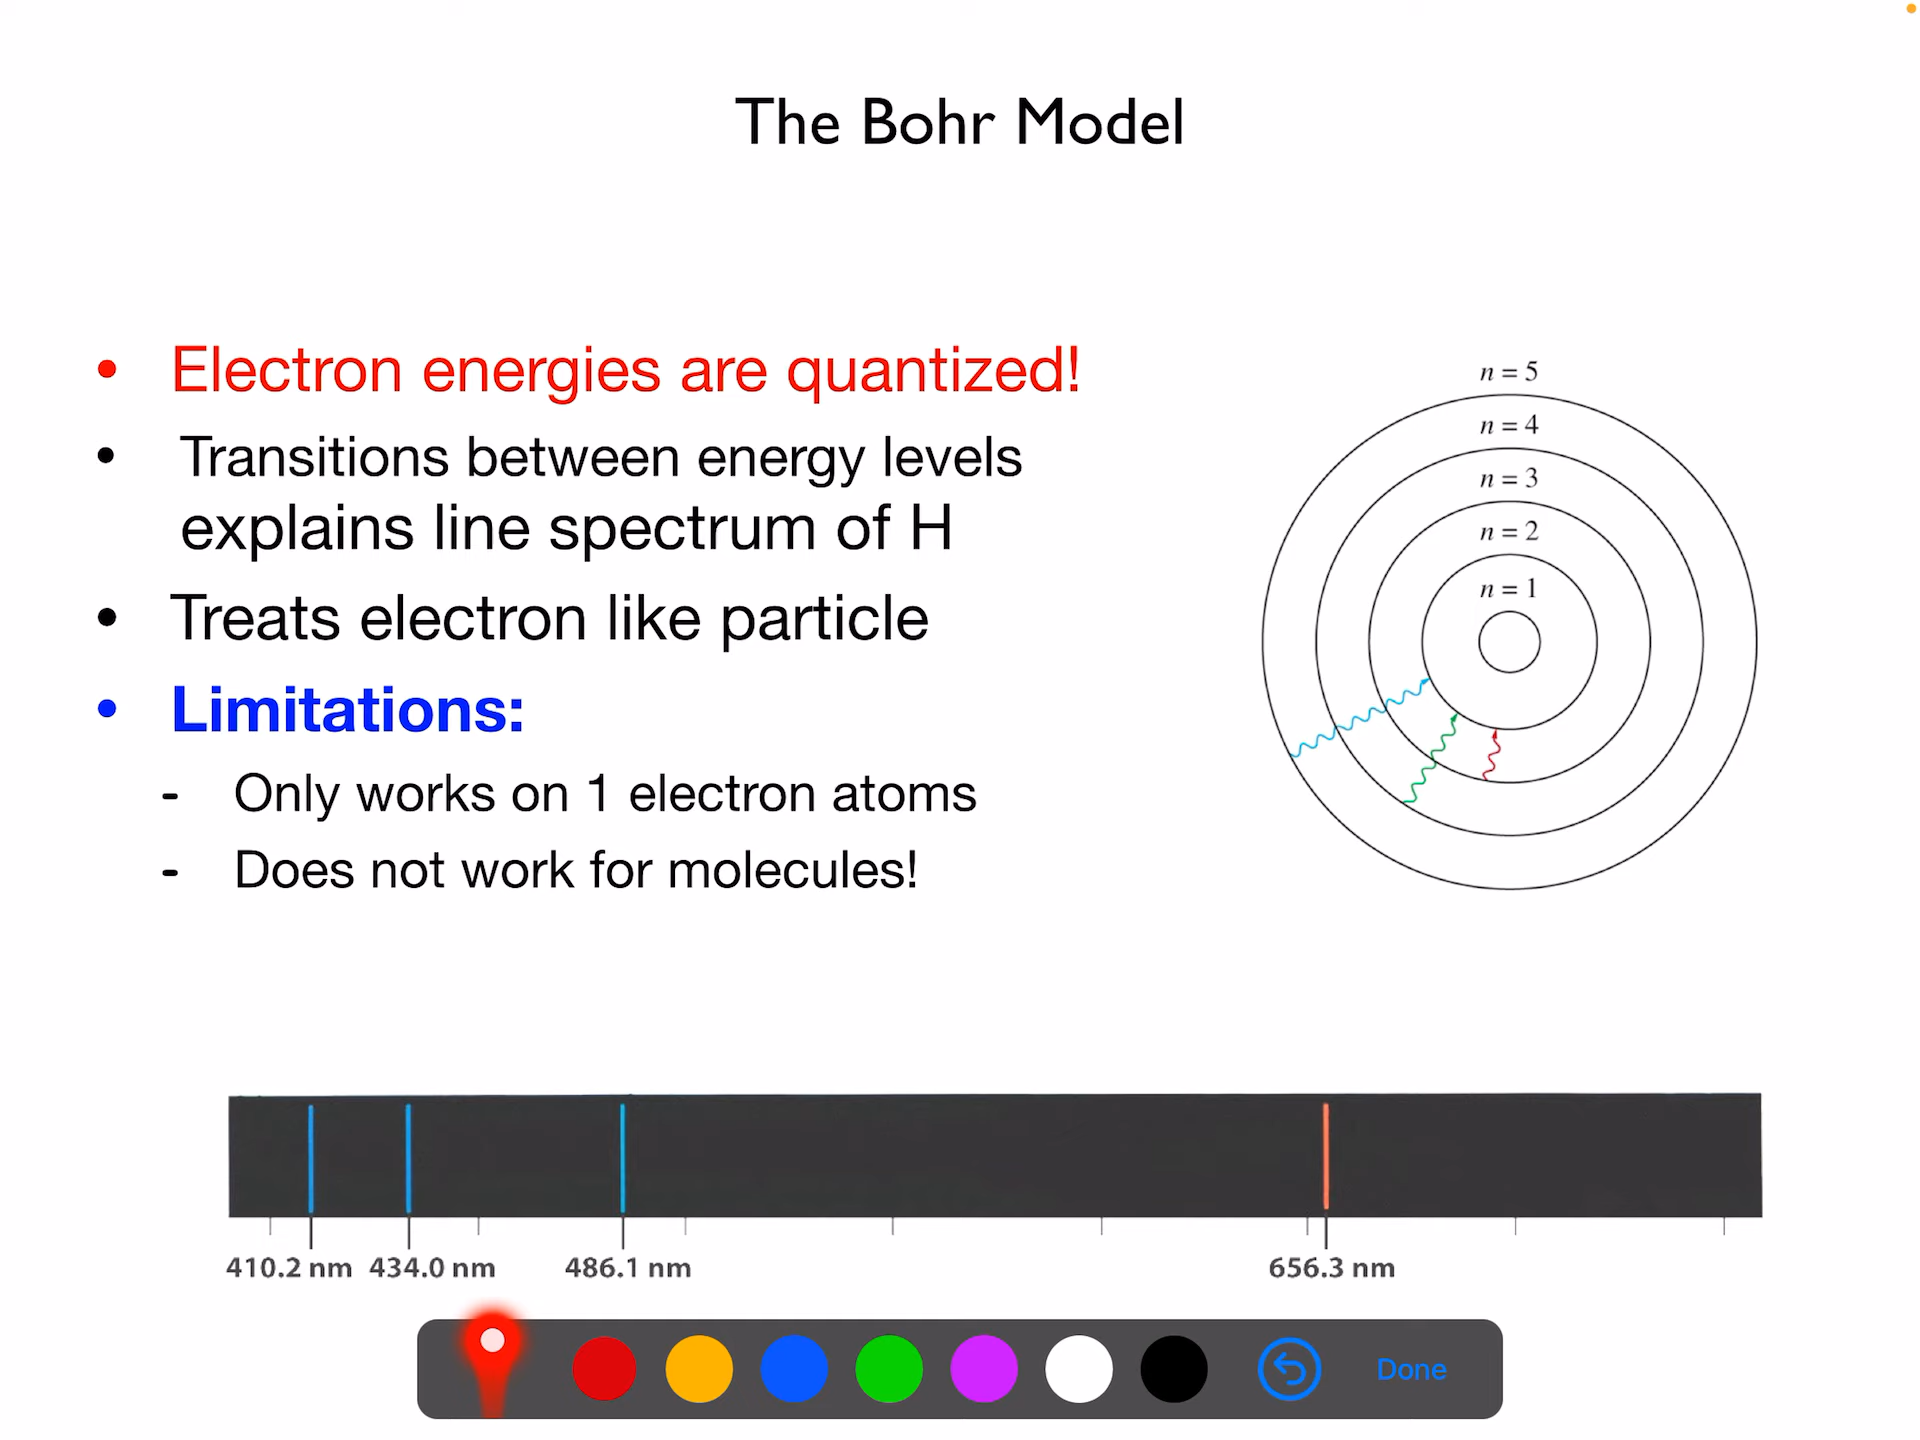 The Bohr Model
• Electron energies are quantized!
• Transitions between energy levels
explains line spectrum of H
• Treats electron like particle
• Limitations:
- Only works on 1 electron atoms
- Does not work for molecules!
n = 5
n = 4
n = 3
n = 2
n = 1
410.2 nm 434.0 nm 486.1 nm 656.3 nm
Done